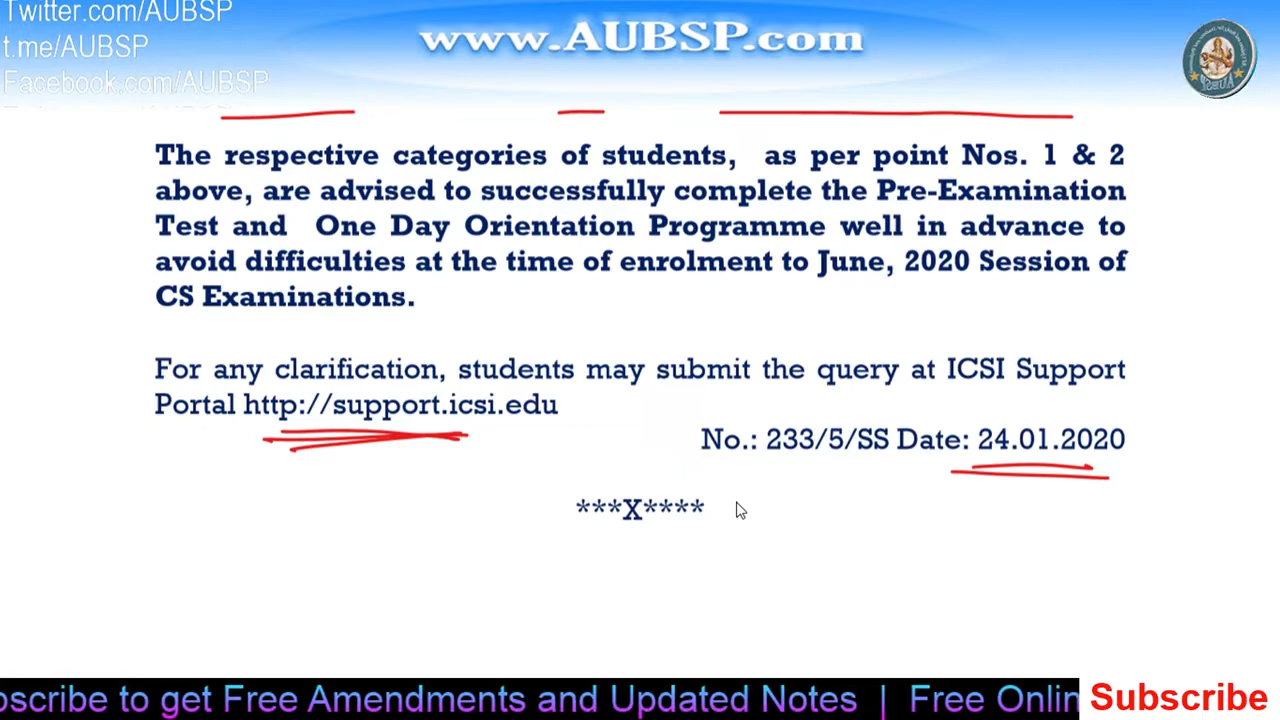 Twitter.com/AUBSP
t.me/AUBSP
Facebook.com/AUBSP
www.AUBSP.com
The respective categories of students, as per point Nos. 1 & 2
above, are advised to successfully complete the Pre-Examination
Test and One Day Orientation Programme well in advance to
avoid difficulties at the time of enrolment to June, 2020 Session of
CS Examinations.
For any clarification, students may submit the query at ICSI Support
Portal http://support.icsi.edu
No.: 233/5/SS Date: 24.01.2020
***X****
bscribe to get Free Amendments and Updated Notes | Free Onlin
Subscribe